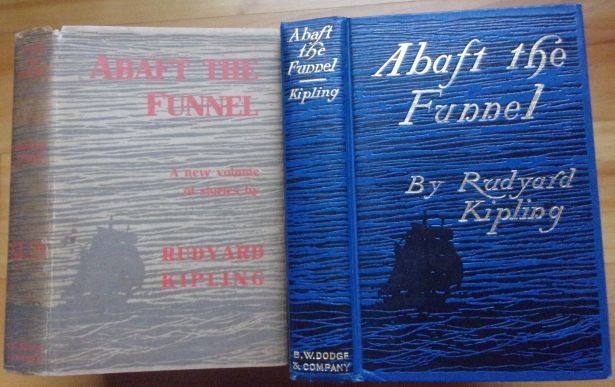 ABAFT THE
FUNNEL
A new volume
of stories by
RUDYARD
KIPLING
Abaft
the
Funnel
Kipling
B.W.DODGE
& COMPANY
Abaft the
Funnel
By Rudyard
Kipling